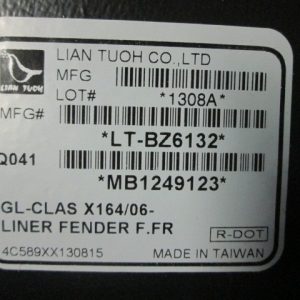 LIAN TUOH CO.,LTD
LIAN TUOH
MFG
LOT#
*1308A*
MFG#
*LT-BZ6132*
Q041
*MB1249123*
GL-CLAS X164/06-
LINER FENDER F.FR
R-DOT
4C589XX130815
MADE IN TAIWAN